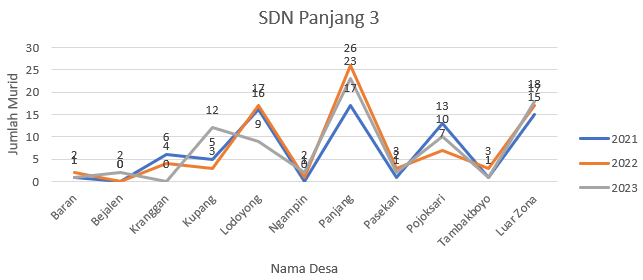 SDN Panjang 3
Jumlah Murid
30
25
20
15
10
5
0
2
1
2
0
6
4
0
12
5
3
17
16
9
2
1
0
26
23
17
3
2
1
13
10
7
3
1
18
17
15
Baran
Bejalen
Kranggan
Kupang
Lodoyong
Ngampin
Panjang
Pasekan
Pojoksari
Tambakboyo
Luar Zona
Nama Desa
2021
2022
2023